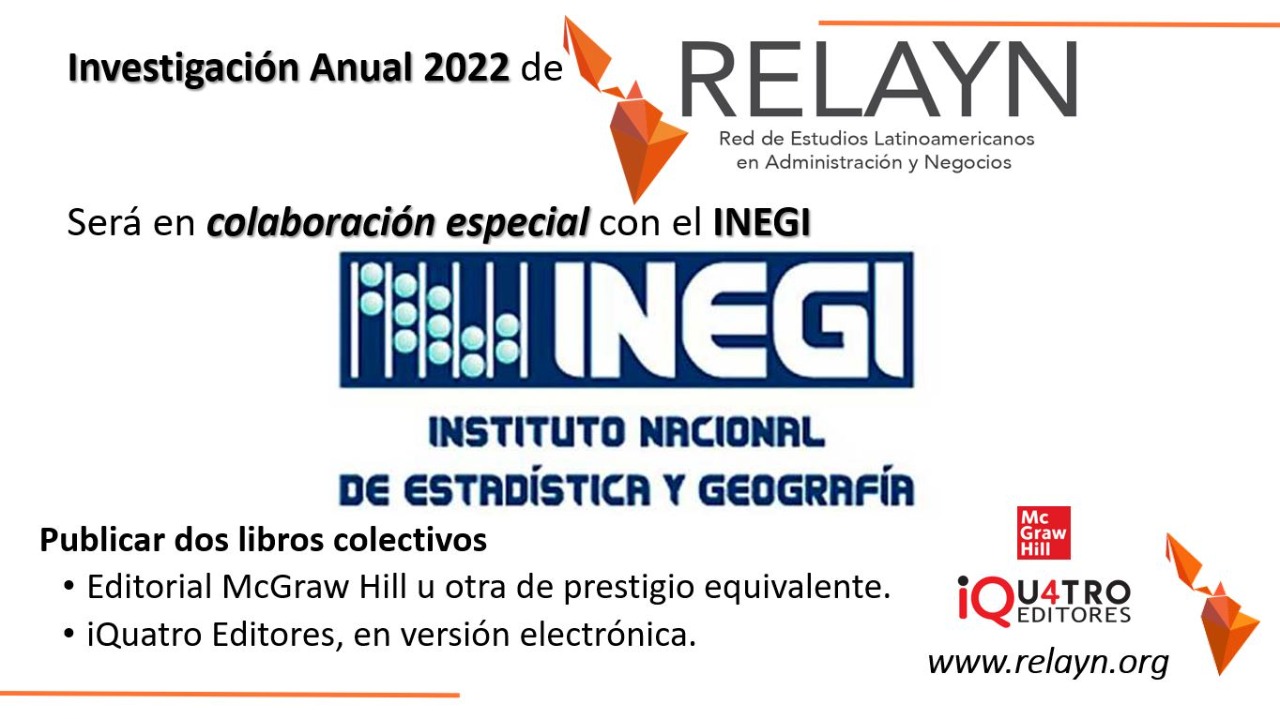 Investigación Anual 2022 de
RELAYN
Red de Estudios Latinoamericanos
en Administración y Negocios
Será en colaboración especial con el INEGI
INEGI
INSTITUTO NACIONAL
DE ESTADÍSTICA Y GEOGRAFÍA
Publicar dos libros colectivos
• Editorial McGraw Hill u otra de prestigio equivalente.
• iQuatro Editores, en versión electrónica.
Mc
Graw
Hill
iQU4TRO
EDITORES
www.relayn.org